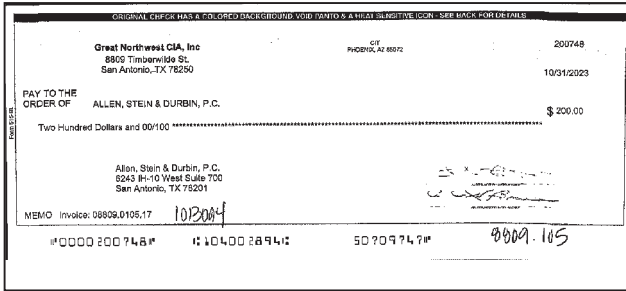 ORIGINAL CHECK HAS A COLORED BACKGROUND, VOID PANTO & A HEAT SENSITIVE ICON - SEE BACK FOR DETAILS
Great Northwest CIA, Inc
8809 Timberwilde St.
San Antonio, TX 78250
CIT
PHOENIX, AZ 85072
200748
10/31/2023
PAY TO THE
ORDER OF ALLEN, STEIN & DURBIN, P.C.
$ 200.00
Two Hundred Dollars and 00/100
Allen, Stein & Durbin, P.C.
6243 IH-10 West Suite 700
San Antonio, TX 78201
MEMO Invoice: 08809.0105.17 1013004
⑈0000200748⑈ ⑆104002894⑆ 50709747⑈ 8809.105